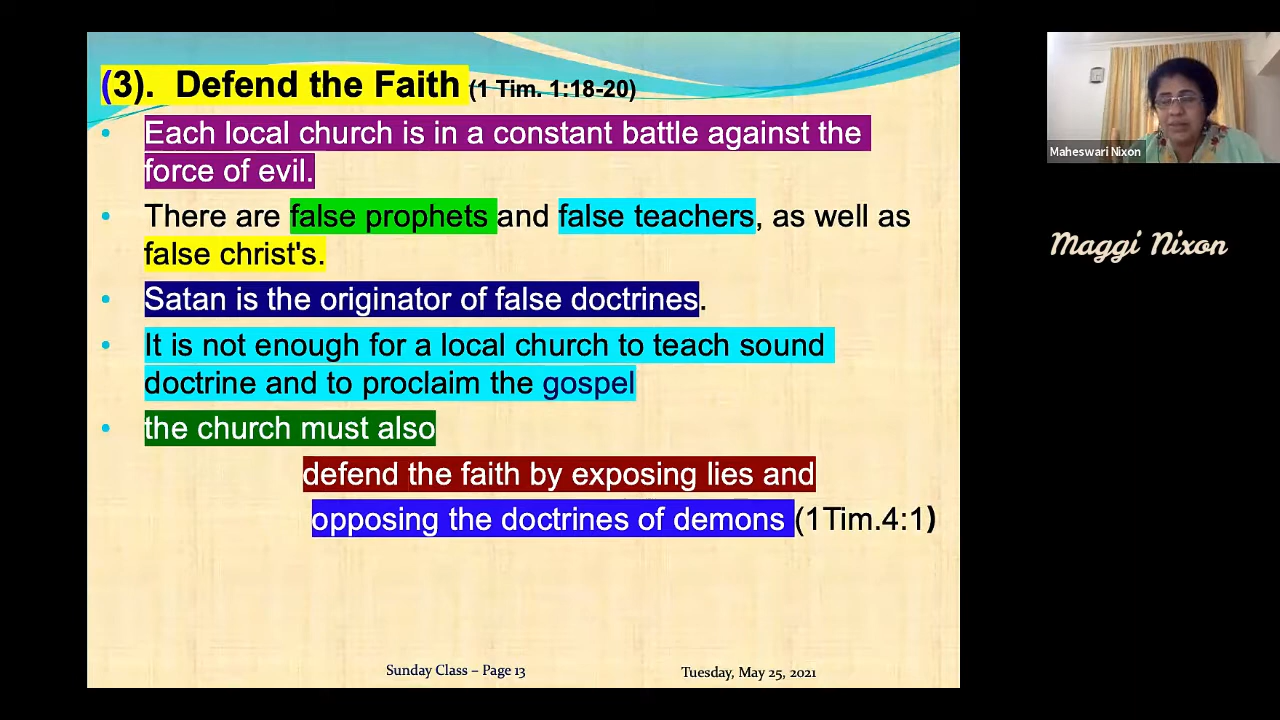 (3). Defend the Faith (1 Tim. 1:18-20)
• Each local church is in a constant battle against the
force of evil.
• There are false prophets and false teachers, as well as
false christ's.
• Satan is the originator of false doctrines.
• It is not enough for a local church to teach sound
doctrine and to proclaim the gospel
• the church must also
defend the faith by exposing lies and
opposing the doctrines of demons (1Tim.4:1)
Sunday Class – Page 13
Tuesday, May 25, 2021
Maheswari Nixon
Maggi Nixon